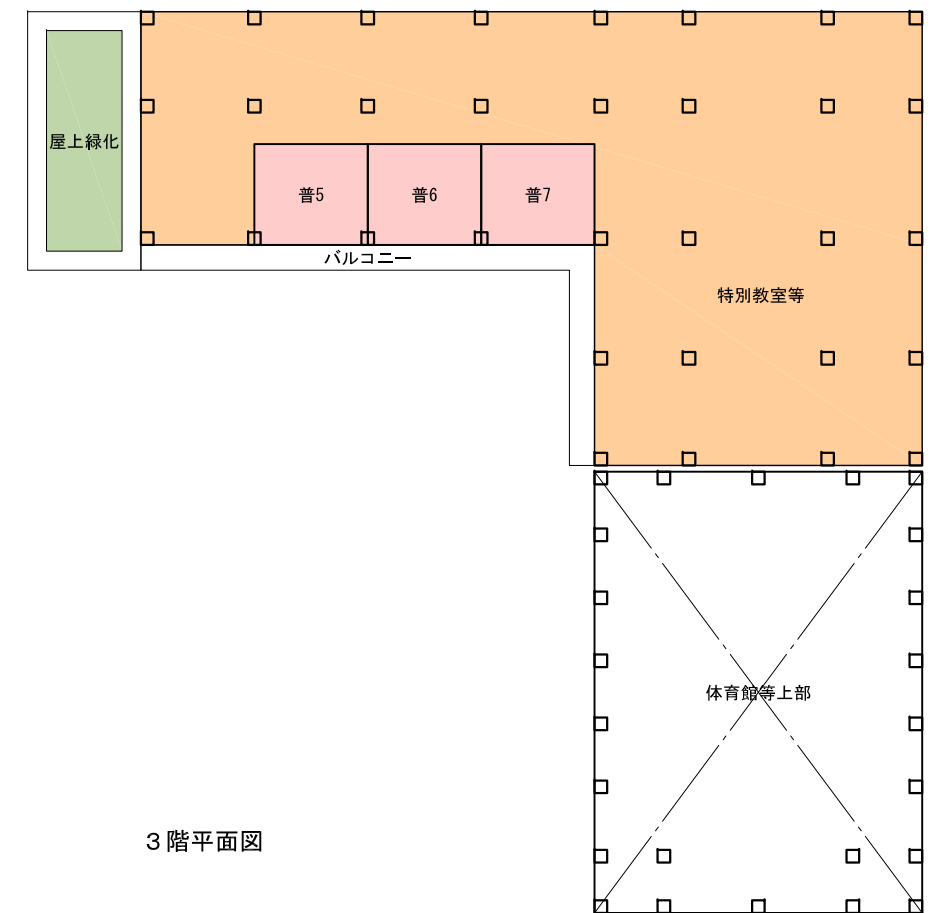 屋上緑化
普5
普6
普7
バルコニー
特別教室等
体育館等上部
3階平面図